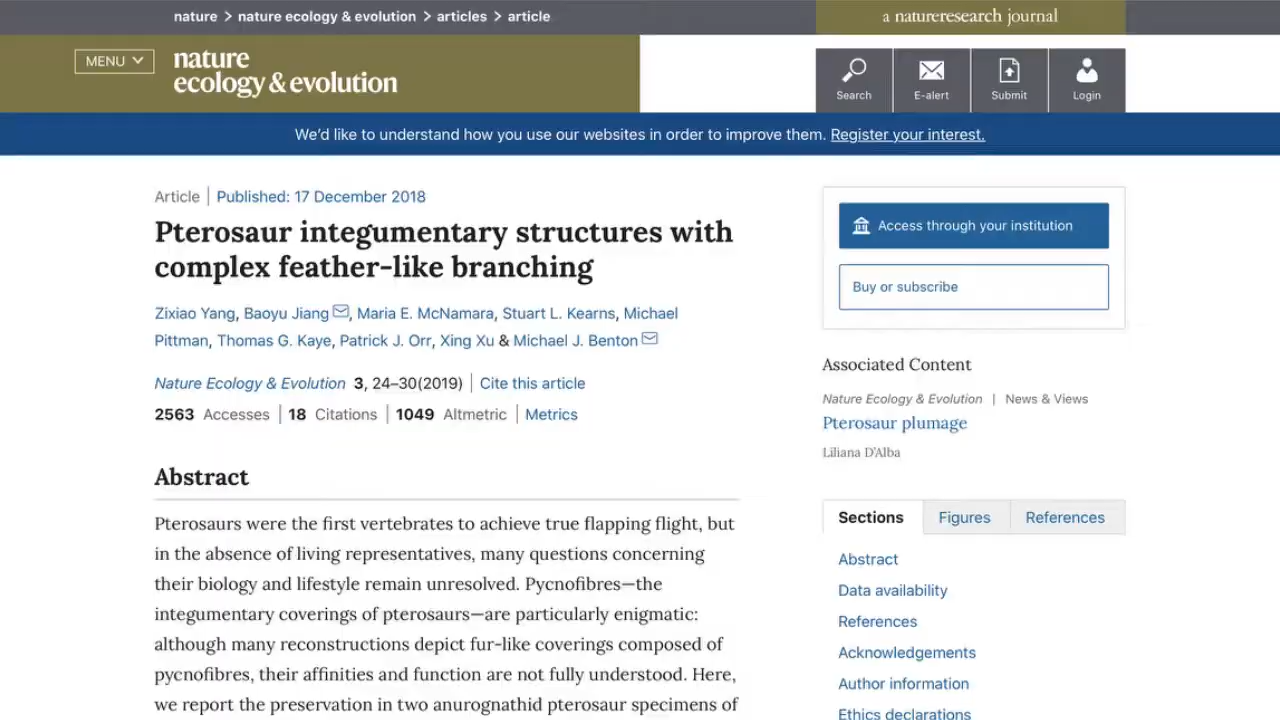 nature > nature ecology & evolution > articles > article
a natureresearch journal
MENU
nature
ecology & evolution
Search
E-alert
Submit
Login
We'd like to understand how you use our websites in order to improve them. Register your interest.
Article | Published: 17 December 2018
Pterosaur integumentary structures with
complex feather-like branching
Zixiao Yang, Baoyu Jiang, Maria E. McNamara, Stuart L. Kearns, Michael
Pittman, Thomas G. Kaye, Patrick J. Orr, Xing Xu & Michael J. Benton
Nature Ecology & Evolution 3, 24–30(2019) | Cite this article
2563 Accesses | 18 Citations | 1049 Altmetric | Metrics
Abstract
Pterosaurs were the first vertebrates to achieve true flapping flight, but
in the absence of living representatives, many questions concerning
their biology and lifestyle remain unresolved. Pycnofibres—the
integumentary coverings of pterosaurs—are particularly enigmatic:
although many reconstructions depict fur-like coverings composed of
pycnofibres, their affinities and function are not fully understood. Here,
we report the preservation in two anurognathid pterosaur specimens of
Access through your institution
Buy or subscribe
Associated Content
Nature Ecology & Evolution | News & Views
Pterosaur plumage
Liliana D'Alba
Sections
Figures
References
Abstract
Data availability
References
Acknowledgements
Author information
Ethics declarations